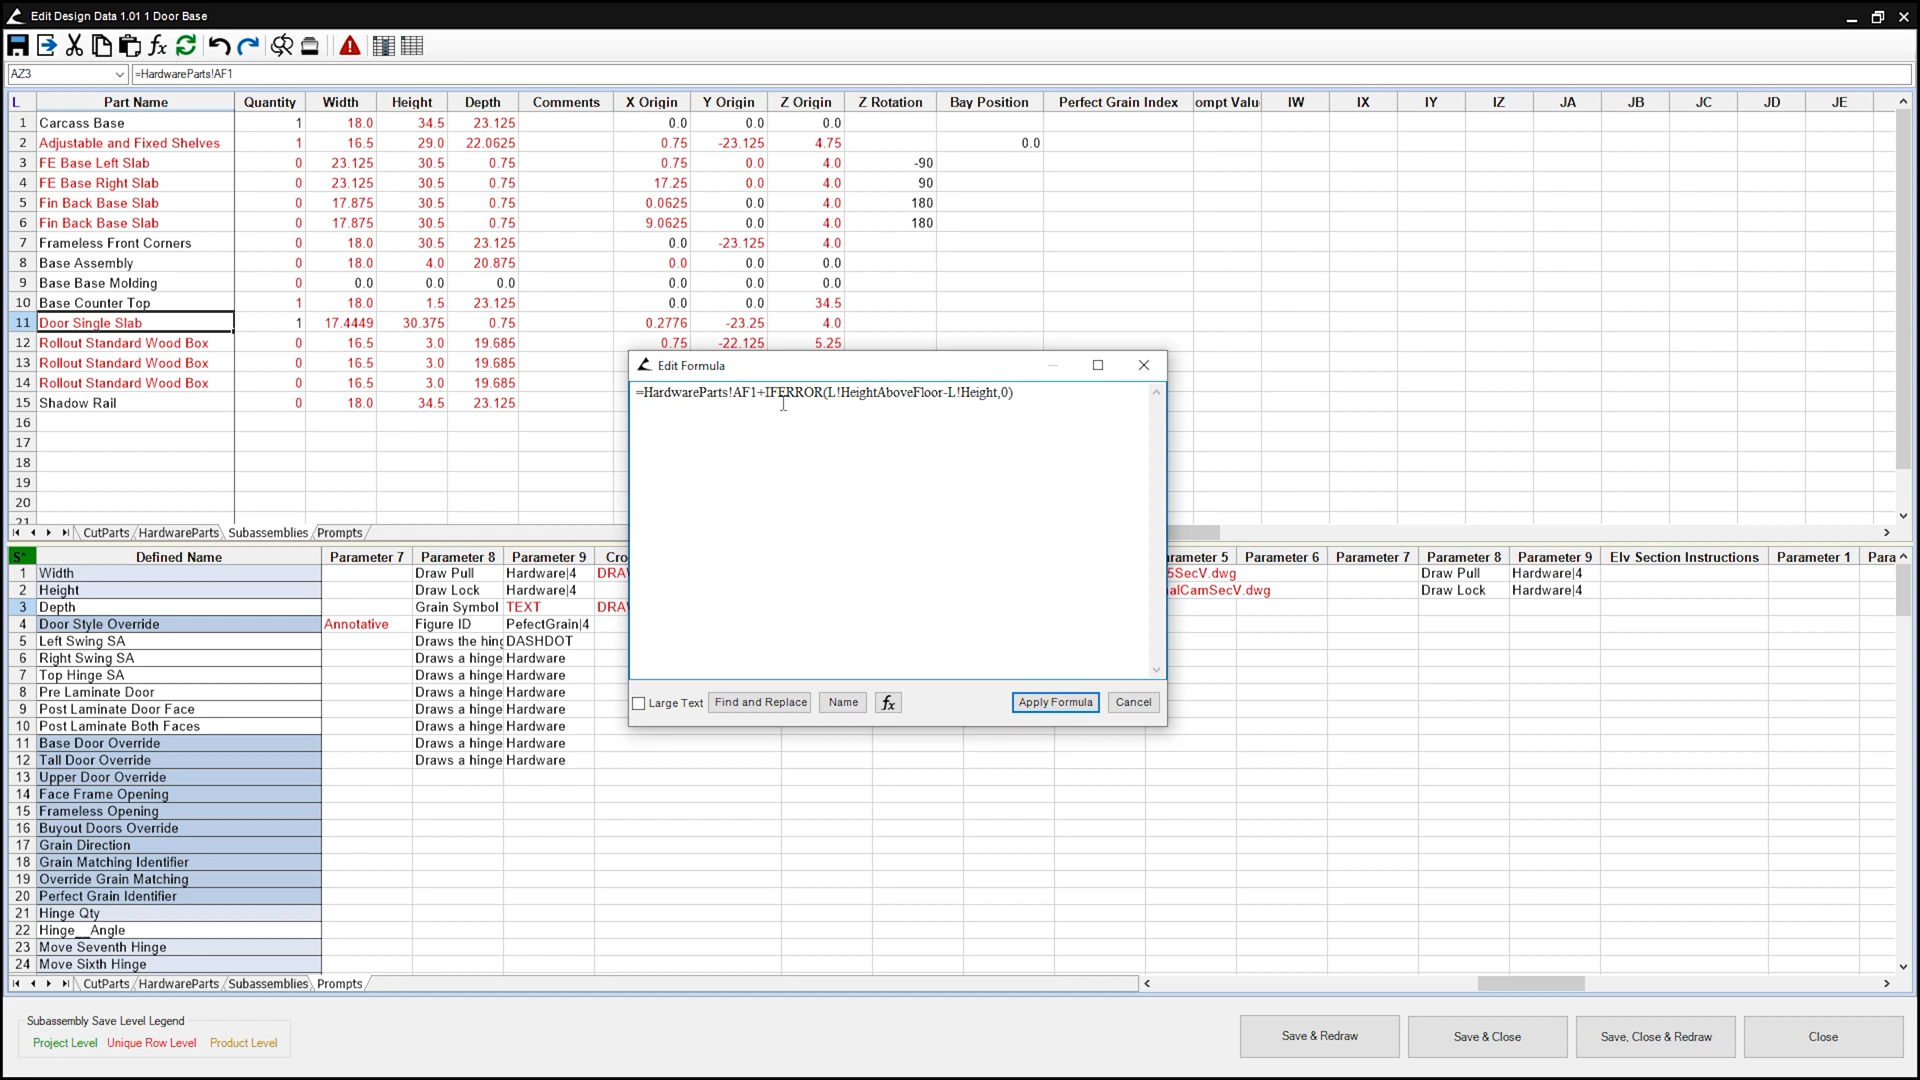 Edit Design Data 1.01 1 Door Base
AZ3 =HardwareParts!AF1
L Part Name Quantity Width Height Depth Comments X Origin Y Origin Z Origin Z Rotation Bay Position Perfect Grain Index ompt Valu IW IX IY IZ JA JB JC JD JE
1 Carcass Base 1 18.0 34.5 23.125 0.0 0.0 0.0
2 Adjustable and Fixed Shelves 1 16.5 29.0 22.0625 0.75 -23.125 4.75 0.0
3 FE Base Left Slab 0 23.125 30.5 0.75 0.75 0.0 4.0 -90
4 FE Base Right Slab 0 23.125 30.5 0.75 17.25 0.0 4.0 90
5 Fin Back Base Slab 0 17.875 30.5 0.75 0.0625 0.0 4.0 180
6 Fin Back Base Slab 0 17.875 30.5 0.75 9.0625 0.0 4.0 180
7 Frameless Front Corners 0 18.0 30.5 23.125 0.0 -23.125 4.0
8 Base Assembly 0 18.0 4.0 20.875 0.0 0.0 0.0
9 Base Base Molding 0 0.0 0.0 0.0 0.0 0.0 0.0
10 Base Counter Top 1 18.0 1.5 23.125 0.0 0.0 34.5
11 Door Single Slab 1 17.4449 30.375 0.75 0.2776 -23.25 4.0
12 Rollout Standard Wood Box 0 16.5 3.0 19.685 0.75 -22.125 5.25
13 Rollout Standard Wood Box 0 16.5 3.0 19.685
14 Rollout Standard Wood Box 0 16.5 3.0 19.685
15 Shadow Rail 0 18.0 34.5 23.125
16
17
18
19
20
21
CutParts HardwareParts Subassemblies Prompts
Edit Formula
=HardwareParts!AF1+IFERROR(L!HeightAboveFloor-L!Height,0)
Large Text Find and Replace Name fx Apply Formula Cancel
S* Defined Name Parameter 7 Parameter 8 Parameter 9 Cro rameter 5 Parameter 6 Parameter 7 Parameter 8 Parameter 9 Elv Section Instructions Parameter 1 Para
1 Width Draw Pull Hardware|4 DRA 5SecV.dwg Draw Pull Hardware|4
2 Height Draw Lock Hardware|4 alCamSecV.dwg Draw Lock Hardware|4
3 Depth Grain Symbol TEXT DRA
4 Door Style Override Annotative Figure ID PefectGrain|4
5 Left Swing SA Draws the hing DASHDOT
6 Right Swing SA Draws a hinge Hardware
7 Top Hinge SA Draws a hinge Hardware
8 Pre Laminate Door Draws a hinge Hardware
9 Post Laminate Door Face Draws a hinge Hardware
10 Post Laminate Both Faces Draws a hinge Hardware
11 Base Door Override Draws a hinge Hardware
12 Tall Door Override Draws a hinge Hardware
13 Upper Door Override
14 Face Frame Opening
15 Frameless Opening
16 Buyout Doors Override
17 Grain Direction
18 Grain Matching Identifier
19 Override Grain Matching
20 Perfect Grain Identifier
21 Hinge Qty
22 Hinge__Angle
23 Move Seventh Hinge
24 Move Sixth Hinge
CutParts HardwareParts Subassemblies Prompts
Subassembly Save Level Legend
Project Level Unique Row Level Product Level
Save & Redraw Save & Close Save, Close & Redraw Close